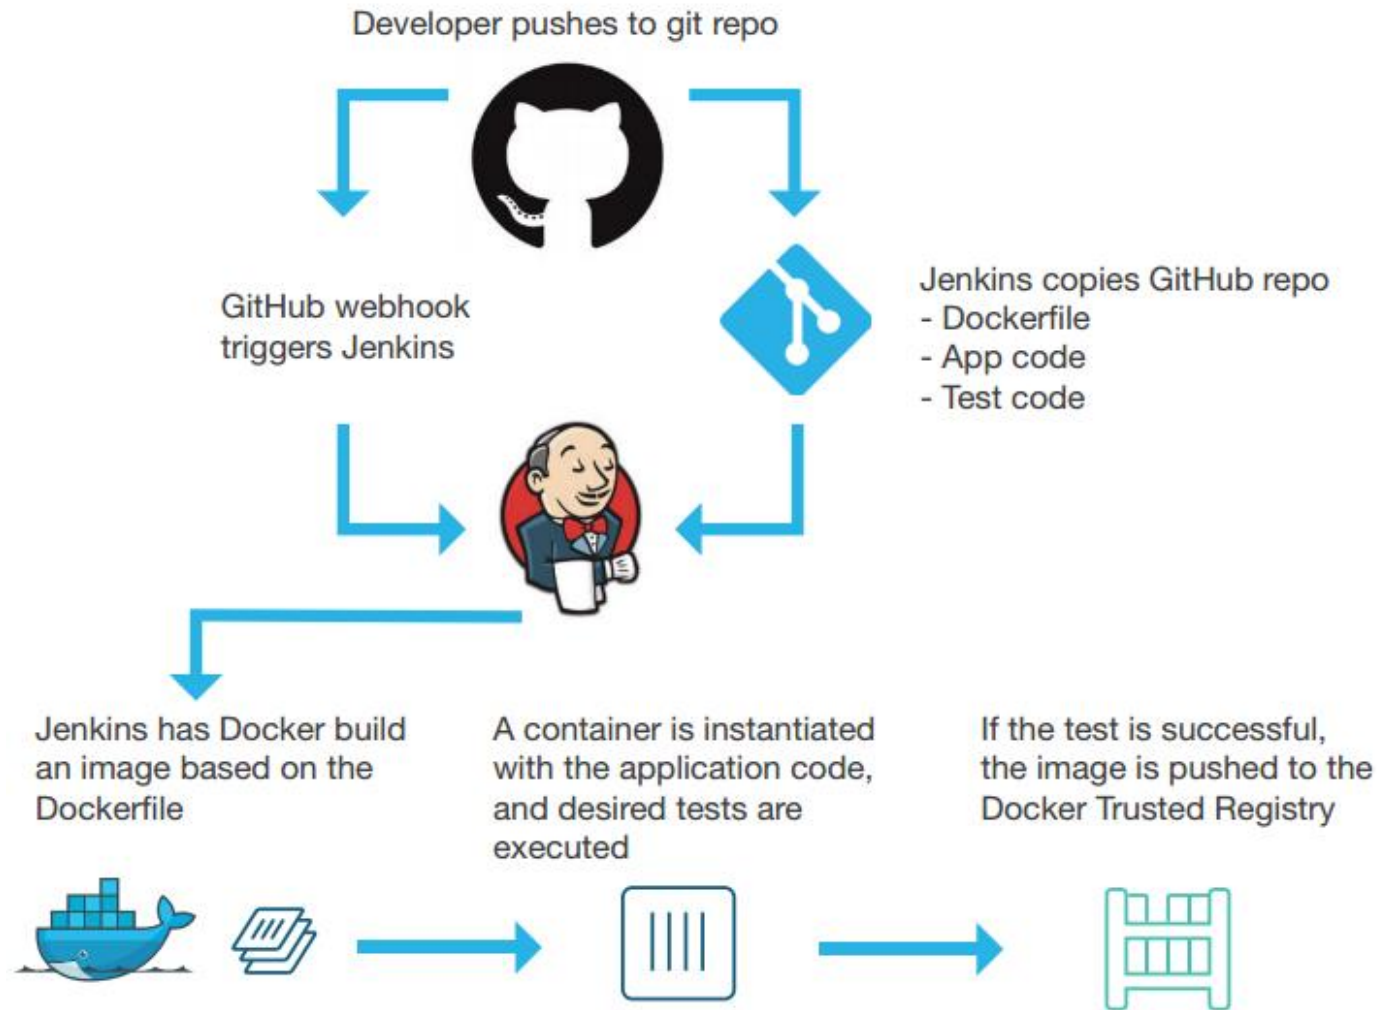 Developer pushes to git repo
GitHub webhook
triggers Jenkins
Jenkins copies GitHub repo
- Dockerfile
- App code
- Test code
Jenkins has Docker build
an image based on the
Dockerfile
A container is instantiated
with the application code,
and desired tests are
executed
If the test is successful,
the image is pushed to the
Docker Trusted Registry